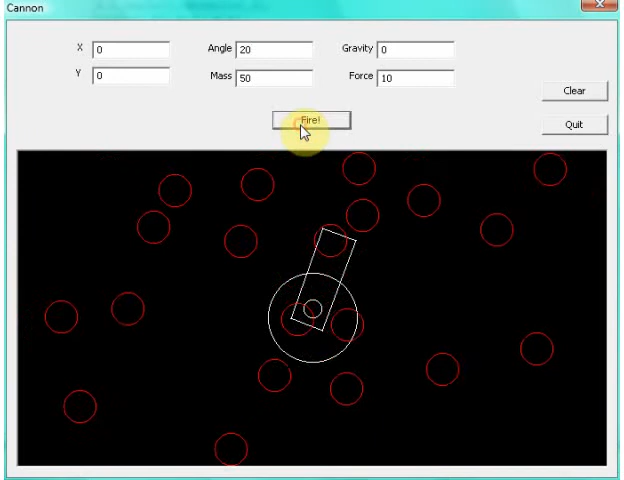 Cannon
X 0 Angle 20 Gravity 0
Y 0 Mass 50 Force 10
Clear
Fire!
Quit